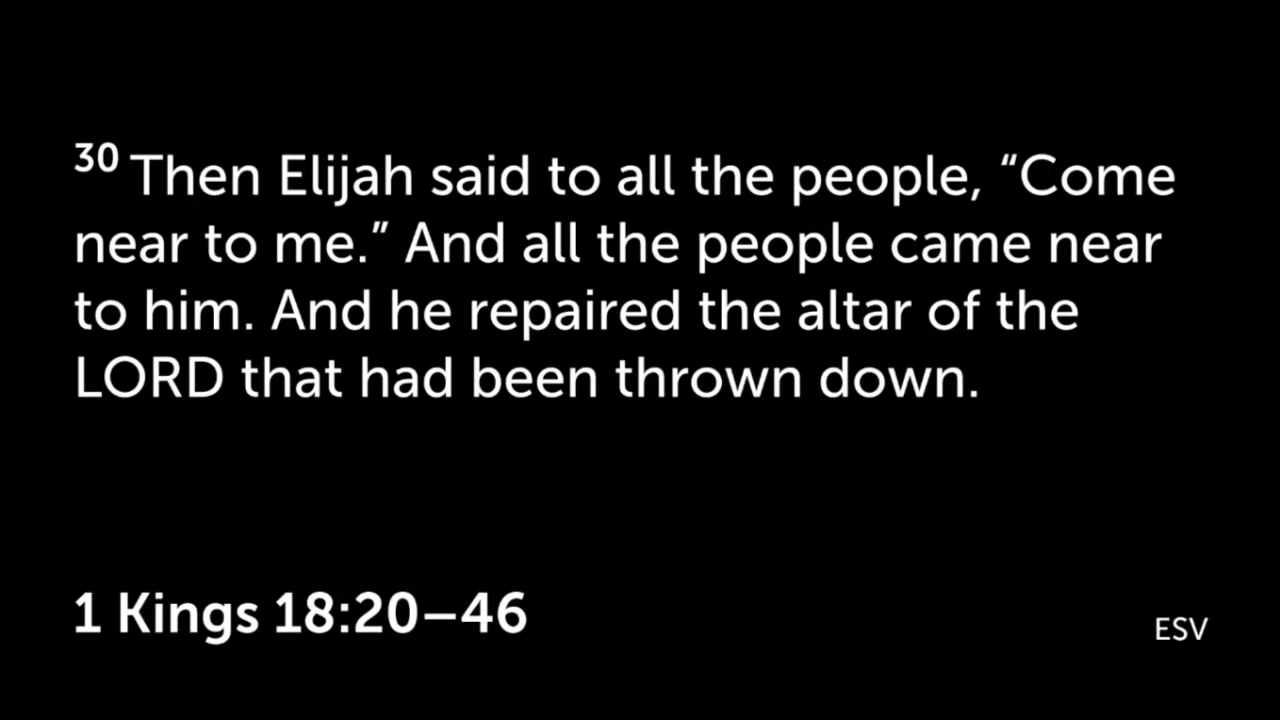 30 Then Elijah said to all the people, “Come
near to me.” And all the people came near
to him. And he repaired the altar of the
LORD that had been thrown down.
1 Kings 18:20–46
ESV